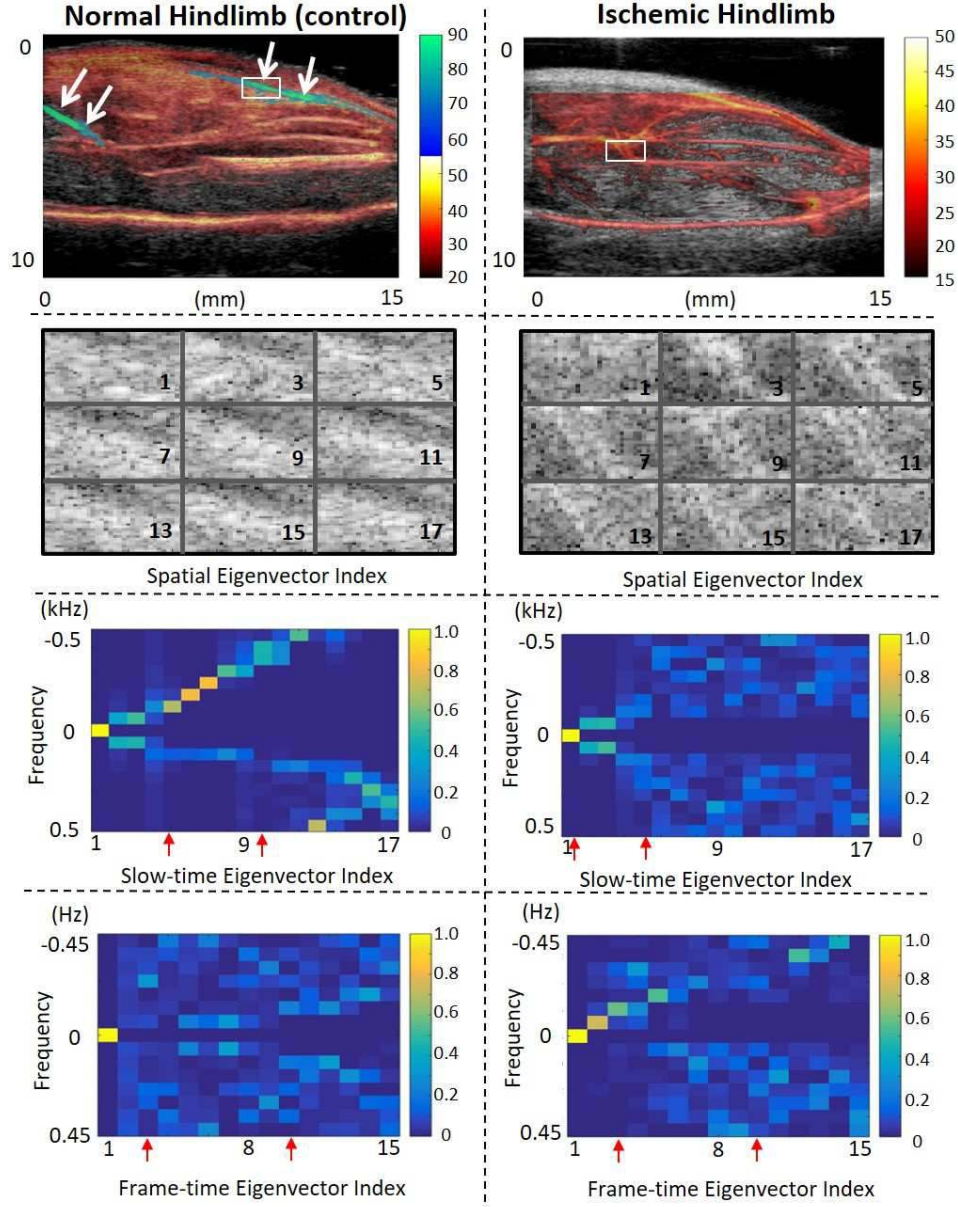 Normal Hindlimb (control)
0
10
0 (mm) 15
90
80
70
60
50
40
30
20
Ischemic Hindlimb
0
10
0 (mm) 15
50
45
40
35
30
25
20
15
1 3 5
7 9 11
13 15 17
Spatial Eigenvector Index
1 3 5
7 9 11
13 15 17
Spatial Eigenvector Index
(kHz)
-0.5
0
0.5
Frequency
1 9 17
Slow-time Eigenvector Index
1.0
0.8
0.6
0.4
0.2
0
(kHz)
-0.5
0
0.5
Frequency
1 9 17
Slow-time Eigenvector Index
1.0
0.8
0.6
0.4
0.2
0
(Hz)
-0.45
0
0.45
Frequency
1 8 15
Frame-time Eigenvector Index
1.0
0.8
0.6
0.4
0.2
0
(Hz)
-0.45
0
0.45
Frequency
1 8 15
Frame-time Eigenvector Index
1.0
0.8
0.6
0.4
0.2
0